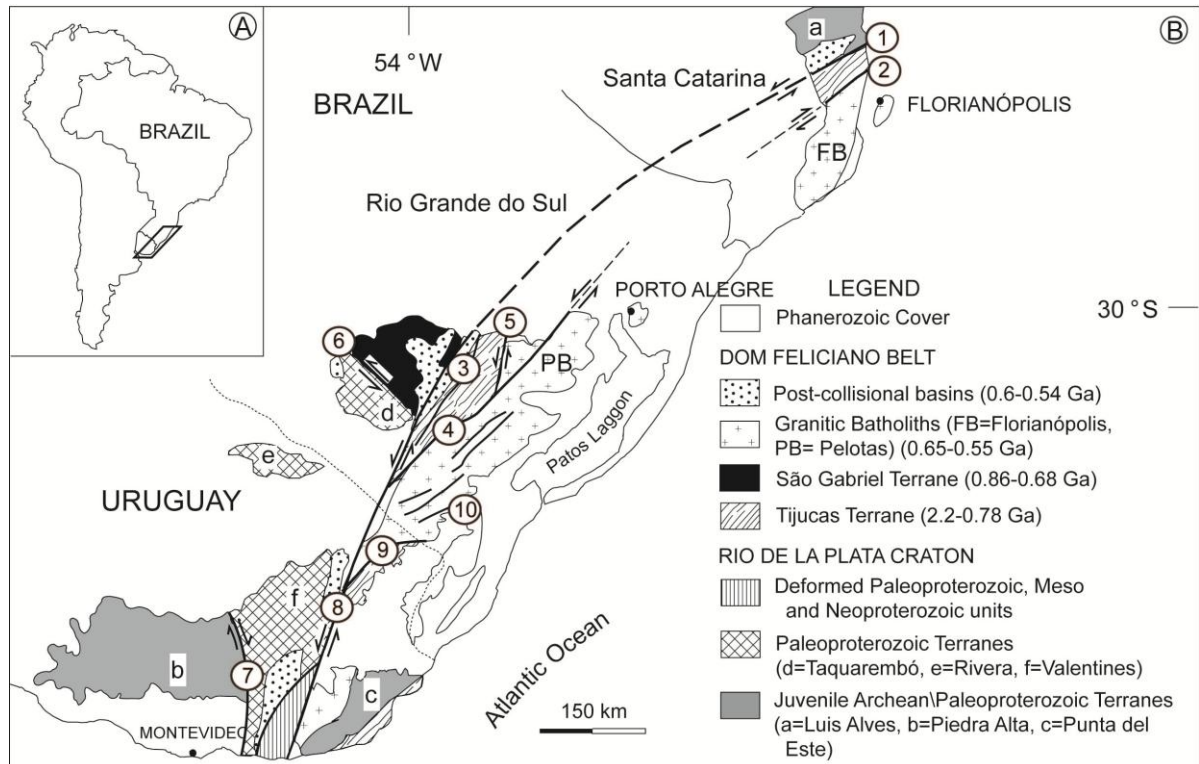 A
BRAZIL
B
54 °W
BRAZIL
Santa Catarina
a
1
2
FLORIANÓPOLIS
FB
Rio Grande do Sul
PORTO ALEGRE
30 °S
6
5
3
d
PB
4
e
Patos Laggon
URUGUAY
10
9
f
8
b
7
c
MONTEVIDEO
Atlantic Ocean
150 km
LEGEND
Phanerozoic Cover
DOM FELICIANO BELT
Post-collisional basins (0.6-0.54 Ga)
Granitic Batholiths (FB=Florianópolis,
PB= Pelotas) (0.65-0.55 Ga)
São Gabriel Terrane (0.86-0.68 Ga)
Tijucas Terrane (2.2-0.78 Ga)
RIO DE LA PLATA CRATON
Deformed Paleoproterozoic, Meso
and Neoproterozoic units
Paleoproterozoic Terranes
(d=Taquarembó, e=Rivera, f=Valentines)
Juvenile Archean\Paleoproterozoic Terranes
(a=Luis Alves, b=Piedra Alta, c=Punta del
Este)